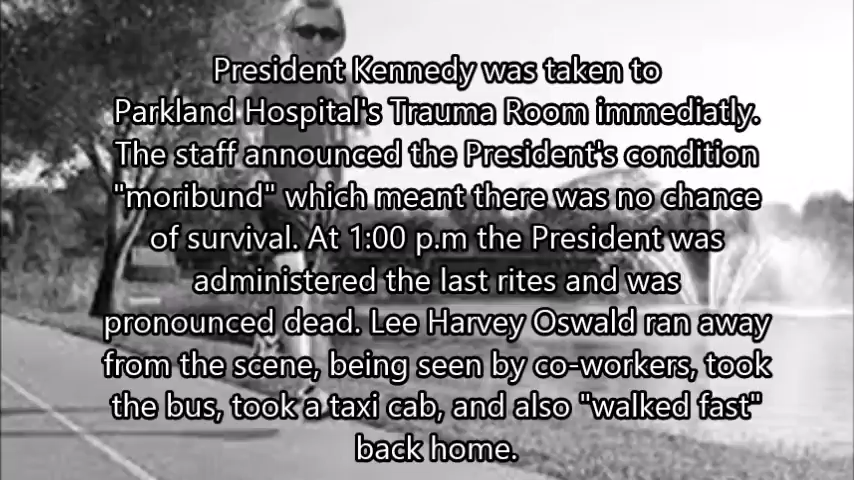 President Kennedy was taken to
Parkland Hospital's Trauma Room immediatly.
The staff announced the President's condition
"moribund" which meant there was no chance
of survival. At 1:00 p.m the President was
administered the last rites and was
pronounced dead. Lee Harvey Oswald ran away
from the scene, being seen by co-workers, took
the bus, took a taxi cab, and also "walked fast"
back home.